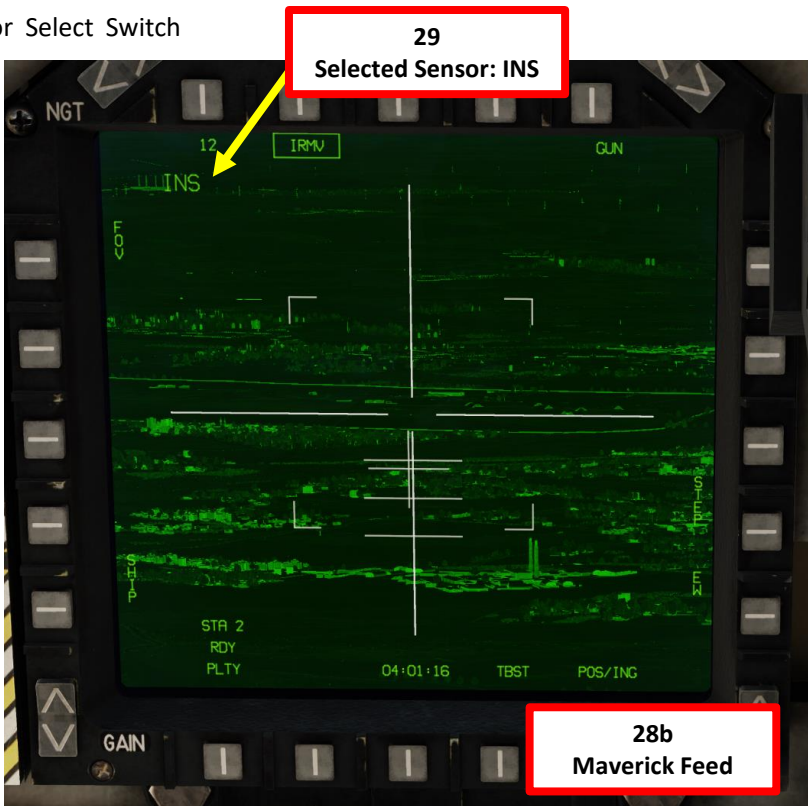 or Select Switch
29
Selected Sensor: INS
NGT
12 IRMV GUN
INS
FOV
STEP
SHIP
EW
STA 2
RDY
PLTY 04:01:16 TBST POS/ING
GAIN
28b
Maverick Feed